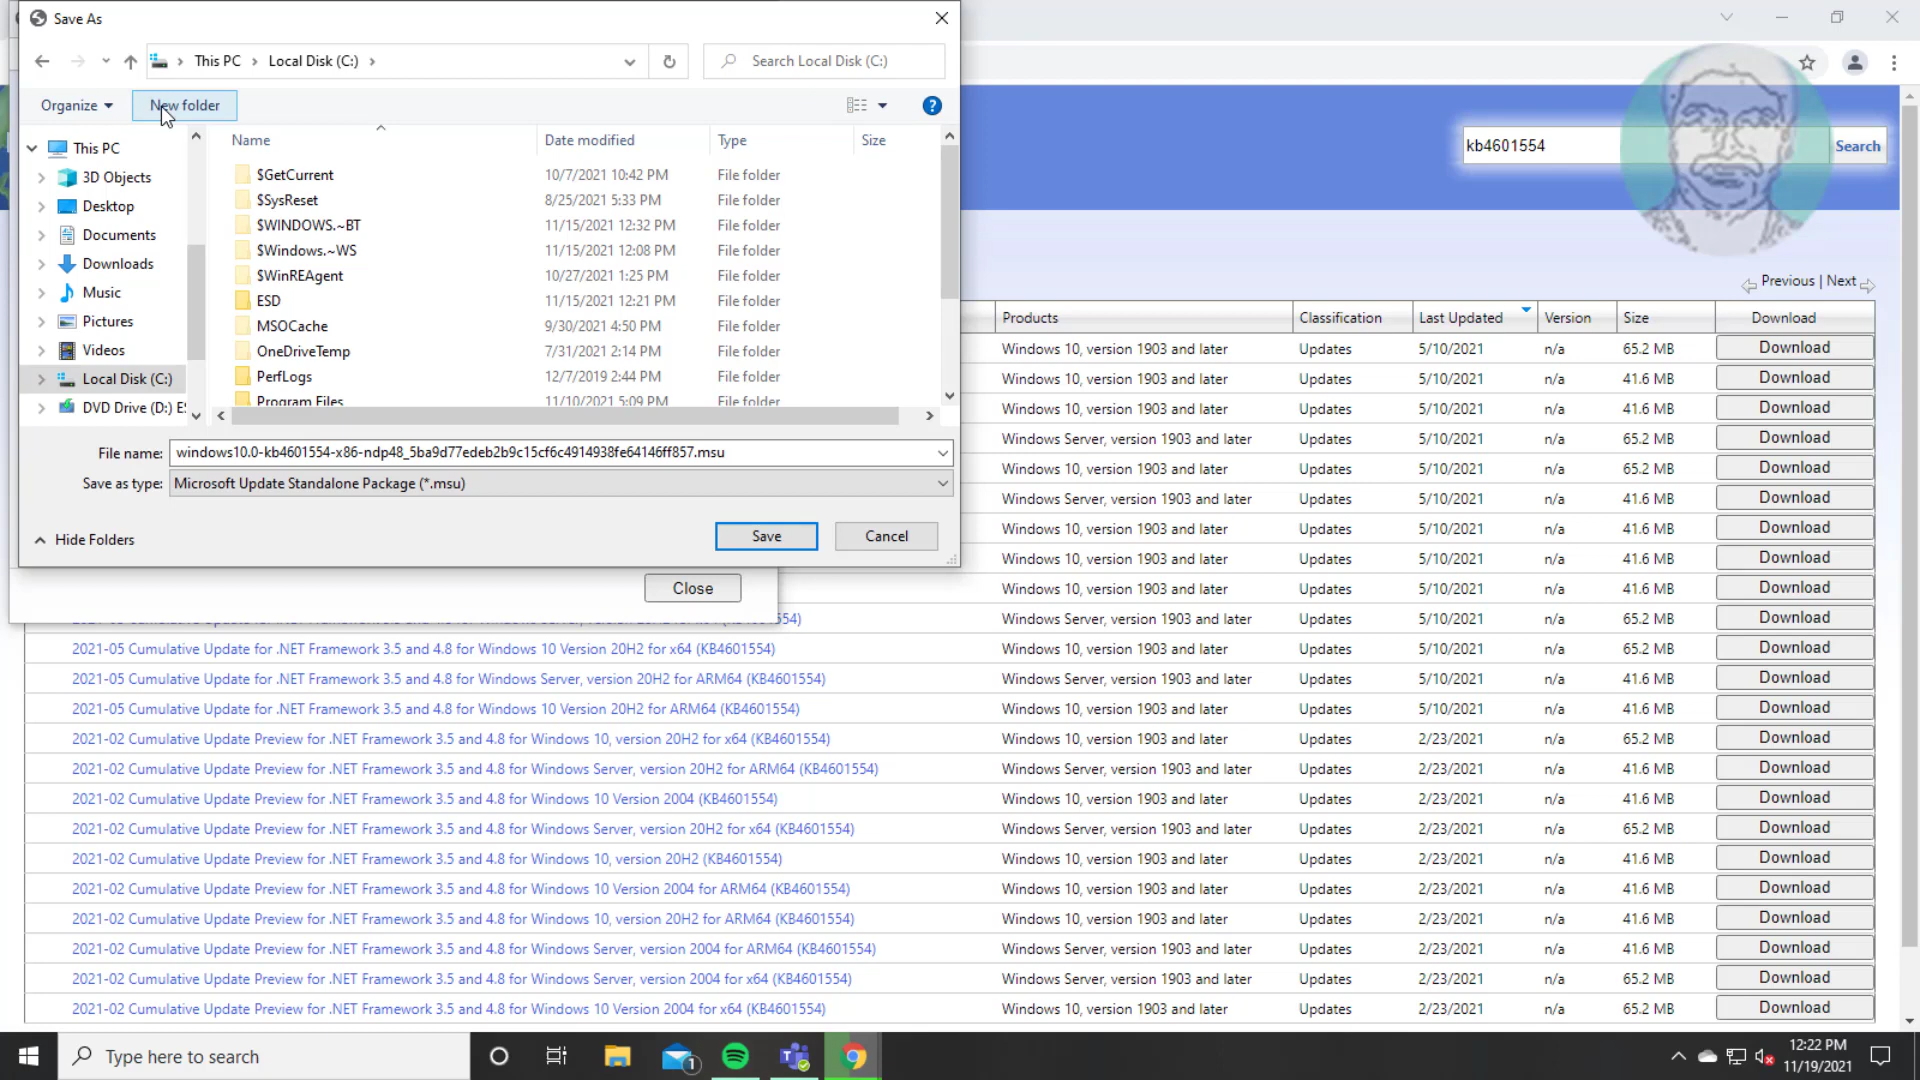 Save As
This PC > Local Disk (C:) >
Search Local Disk (C:)
Organize
New folder
This PC
3D Objects
Desktop
Documents
Downloads
Music
Pictures
Videos
Local Disk (C:)
DVD Drive (D:) ES
Name Date modified Type Size
$GetCurrent 10/7/2021 10:42 PM File folder
$SysReset 8/25/2021 5:33 PM File folder
$WINDOWS.~BT 11/15/2021 12:32 PM File folder
$Windows.~WS 11/15/2021 12:08 PM File folder
$WinREAgent 10/27/2021 1:25 PM File folder
ESD 11/15/2021 12:21 PM File folder
MSOCache 9/30/2021 4:50 PM File folder
OneDriveTemp 7/31/2021 2:14 PM File folder
PerfLogs 12/7/2019 2:44 PM File folder
Program Files 11/10/2021 5:09 PM File folder
File name: windows10.0-kb4601554-x86-ndp48_5ba9d77edeb2b9c15cf6c4914938fe64146ff857.msu
Save as type: Microsoft Update Standalone Package (*.msu)
Hide Folders
Save
Cancel
Close
kb4601554
Search
Previous | Next
Products Classification Last Updated Version Size Download
Windows 10, version 1903 and later Updates 5/10/2021 n/a 65.2 MB Download
Windows 10, version 1903 and later Updates 5/10/2021 n/a 41.6 MB Download
Windows 10, version 1903 and later Updates 5/10/2021 n/a 41.6 MB Download
Windows Server, version 1903 and later Updates 5/10/2021 n/a 65.2 MB Download
Windows 10, version 1903 and later Updates 5/10/2021 n/a 65.2 MB Download
Windows Server, version 1903 and later Updates 5/10/2021 n/a 41.6 MB Download
Windows 10, version 1903 and later Updates 5/10/2021 n/a 65.2 MB Download
Windows 10, version 1903 and later Updates 5/10/2021 n/a 41.6 MB Download
Windows 10, version 1903 and later Updates 5/10/2021 n/a 41.6 MB Download
Windows Server, version 1903 and later Updates 5/10/2021 n/a 65.2 MB Download
2021-05 Cumulative Update for .NET Framework 3.5 and 4.8 for Windows 10 Version 20H2 for x64 (KB4601554) Windows 10, version 1903 and later Updates 5/10/2021 n/a 65.2 MB Download
2021-05 Cumulative Update for .NET Framework 3.5 and 4.8 for Windows Server, version 20H2 for ARM64 (KB4601554) Windows Server, version 1903 and later Updates 5/10/2021 n/a 41.6 MB Download
2021-05 Cumulative Update for .NET Framework 3.5 and 4.8 for Windows 10 Version 20H2 for ARM64 (KB4601554) Windows 10, version 1903 and later Updates 5/10/2021 n/a 41.6 MB Download
2021-02 Cumulative Update Preview for .NET Framework 3.5 and 4.8 for Windows 10, version 20H2 for x64 (KB4601554) Windows 10, version 1903 and later Updates 2/23/2021 n/a 65.2 MB Download
2021-02 Cumulative Update Preview for .NET Framework 3.5 and 4.8 for Windows Server, version 20H2 for ARM64 (KB4601554) Windows Server, version 1903 and later Updates 2/23/2021 n/a 41.6 MB Download
2021-02 Cumulative Update Preview for .NET Framework 3.5 and 4.8 for Windows 10 Version 2004 (KB4601554) Windows 10, version 1903 and later Updates 2/23/2021 n/a 41.6 MB Download
2021-02 Cumulative Update Preview for .NET Framework 3.5 and 4.8 for Windows Server, version 20H2 for x64 (KB4601554) Windows Server, version 1903 and later Updates 2/23/2021 n/a 65.2 MB Download
2021-02 Cumulative Update Preview for .NET Framework 3.5 and 4.8 for Windows 10, version 20H2 (KB4601554) Windows 10, version 1903 and later Updates 2/23/2021 n/a 41.6 MB Download
2021-02 Cumulative Update Preview for .NET Framework 3.5 and 4.8 for Windows 10 Version 2004 for ARM64 (KB4601554) Windows 10, version 1903 and later Updates 2/23/2021 n/a 41.6 MB Download
2021-02 Cumulative Update Preview for .NET Framework 3.5 and 4.8 for Windows 10, version 20H2 for ARM64 (KB4601554) Windows 10, version 1903 and later Updates 2/23/2021 n/a 41.6 MB Download
2021-02 Cumulative Update Preview for .NET Framework 3.5 and 4.8 for Windows Server, version 2004 for ARM64 (KB4601554) Windows Server, version 1903 and later Updates 2/23/2021 n/a 41.6 MB Download
2021-02 Cumulative Update Preview for .NET Framework 3.5 and 4.8 for Windows Server, version 2004 for x64 (KB4601554) Windows Server, version 1903 and later Updates 2/23/2021 n/a 65.2 MB Download
2021-02 Cumulative Update Preview for .NET Framework 3.5 and 4.8 for Windows 10 Version 2004 for x64 (KB4601554) Windows 10, version 1903 and later Updates 2/23/2021 n/a 65.2 MB Download
Type here to search
1
12:22 PM
11/19/2021